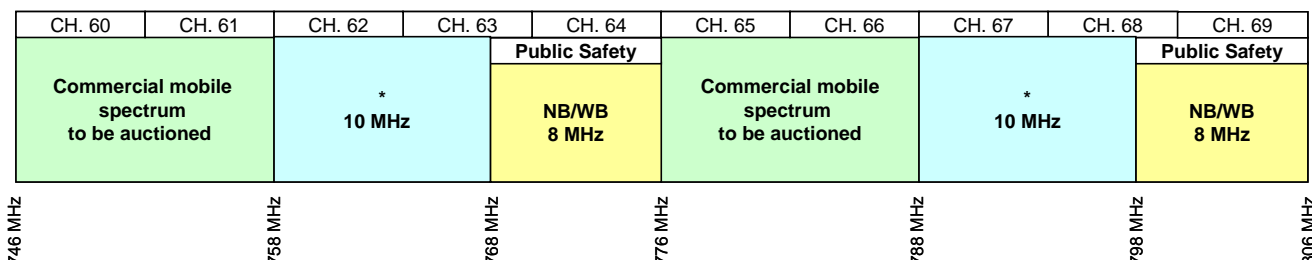 CH. 60 CH. 61 CH. 62 CH. 63 CH. 64 CH. 65 CH. 66 CH. 67 CH. 68 CH. 69
Public Safety Public Safety
Commercial mobile
spectrum
to be auctioned
*
10 MHz
NB/WB
8 MHz
Commercial mobile
spectrum
to be auctioned
*
10 MHz
NB/WB
8 MHz
746 MHz
758 MHz
768 MHz
776 MHz
788 MHz
798 MHz
806 MHz